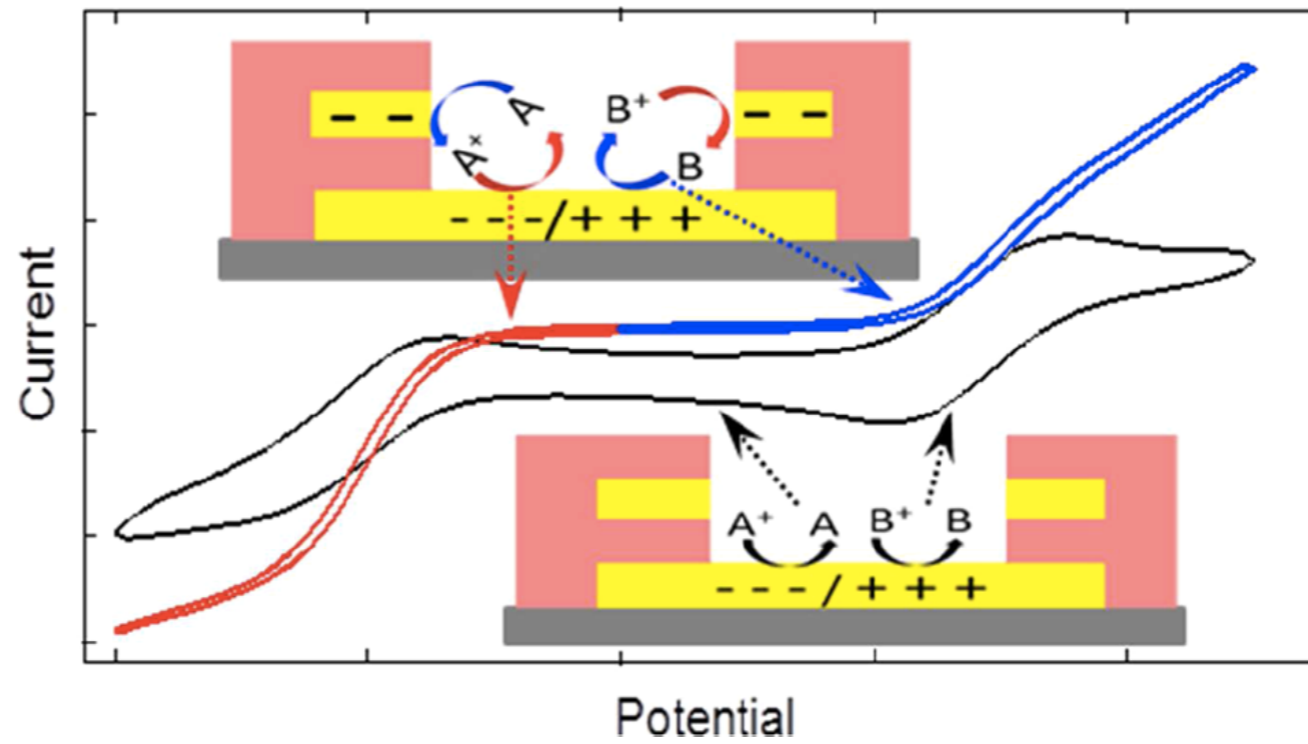 A
B⁺
- -
- -
A⁺
B
- - - / + + +
Current
A⁺
A
B⁺
B
- - - / + + +
Potential